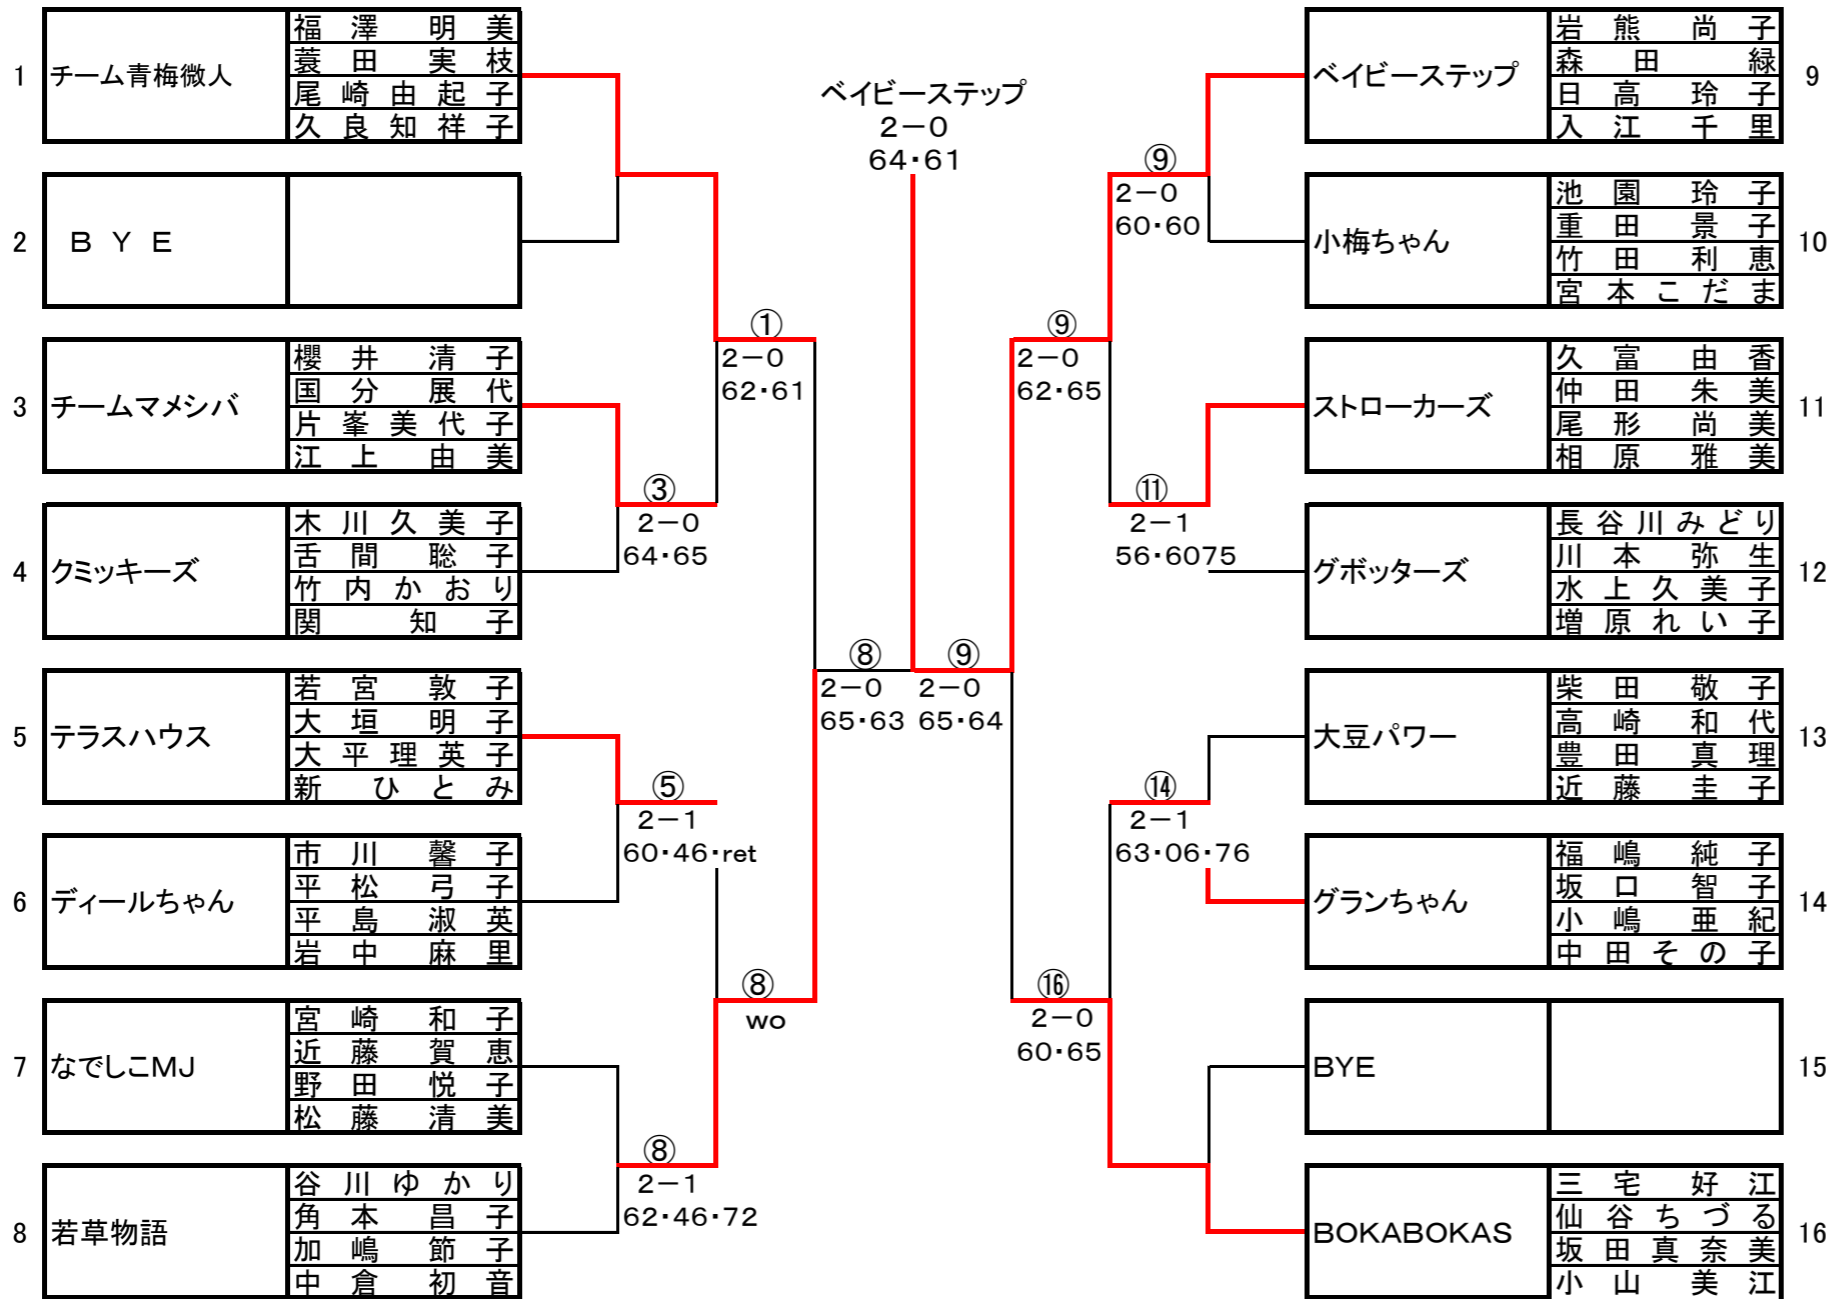 1 チーム青梅微人
福澤明美
蓑田実枝
尾崎由起子
久良知祥子
2 ＢＹＥ
3 チームマメシバ
櫻井清子
国分展代
片峯美代子
江上由美
4 クミッキーズ
木川久美子
舌間聡子
竹内かおり
関知子
5 テラスハウス
若宮敦子
大垣明子
大平理英子
新ひとみ
6 ディールちゃん
市川馨子
平松弓子
平島淑英
岩中麻里
7 なでしこMJ
宮崎和子
近藤賀恵
野田悦子
松藤清美
8 若草物語
谷川ゆかり
角本昌子
加嶋節子
中倉初音
③
2－0
64・65
⑤
2－1
60・46・ret
⑧
2－1
62・46・72
①
2－0
62・61
⑧
wo
⑧
2－0
65・63
ベイビーステップ
2－0
64・61
⑨
2－0
65・64
⑨
2－0
62・65
⑯
2－0
60・65
⑨
2－0
60・60
⑪
2－1
56・6075
⑭
2－1
63・06・76
ベイビーステップ 9
岩熊尚子
森田緑
日高玲子
入江千里
小梅ちゃん 10
池園玲子
重田景子
竹田利恵
宮本こだま
ストローカーズ 11
久富由香
仲田朱美
尾形尚美
相原雅美
グボッターズ 12
長谷川みどり
川本弥生
水上久美子
増原れい子
大豆パワー 13
柴田敬子
高崎和代
豊田真理
近藤圭子
グランちゃん 14
福嶋純子
坂口智子
小嶋亜紀
中田その子
BYE 15
BOKABOKAS 16
三宅好江
仙谷ちづる
坂田真奈美
小山美江